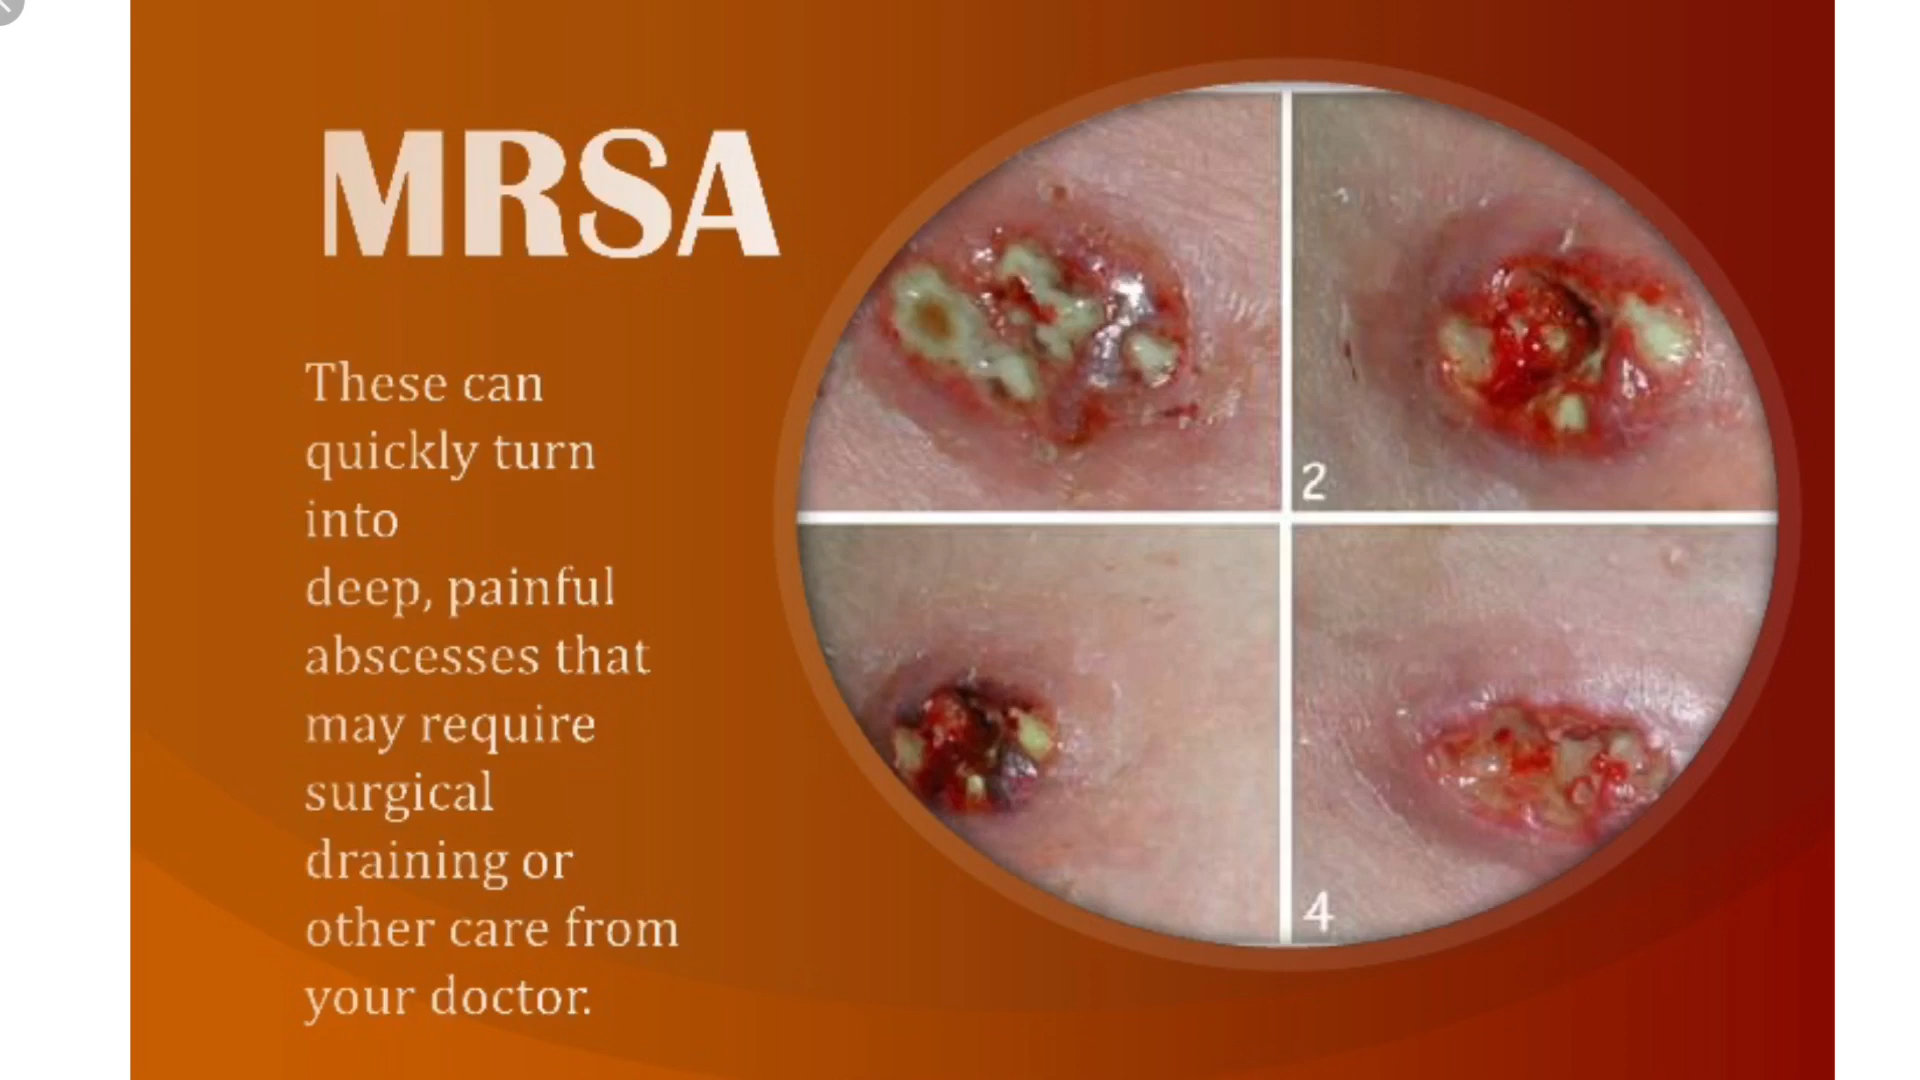 MRSA
These can
quickly turn
into
deep, painful
abscesses that
may require
surgical
draining or
other care from
your doctor.
2
4